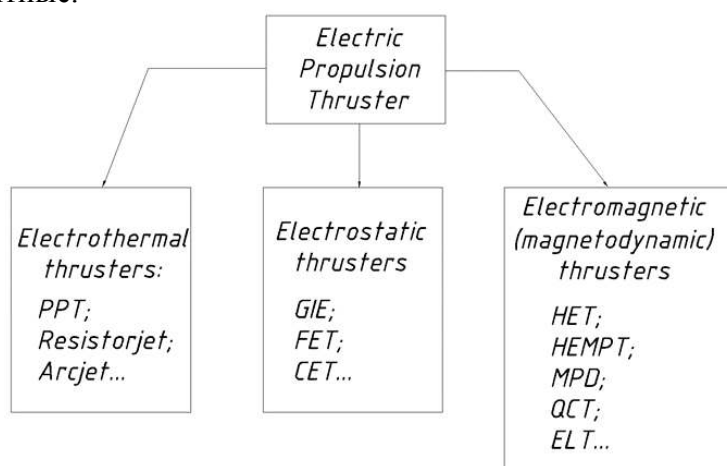 Electric
Propulsion
Thruster
Electrothermal
thrusters:
PPT;
Resistorjet;
Arcjet...
Electrostatic
thrusters
GIE;
FET;
CET...
Electromagnetic
(magnetodynamic)
thrusters
HET;
HEMPT;
MPD;
QCT;
ELT...